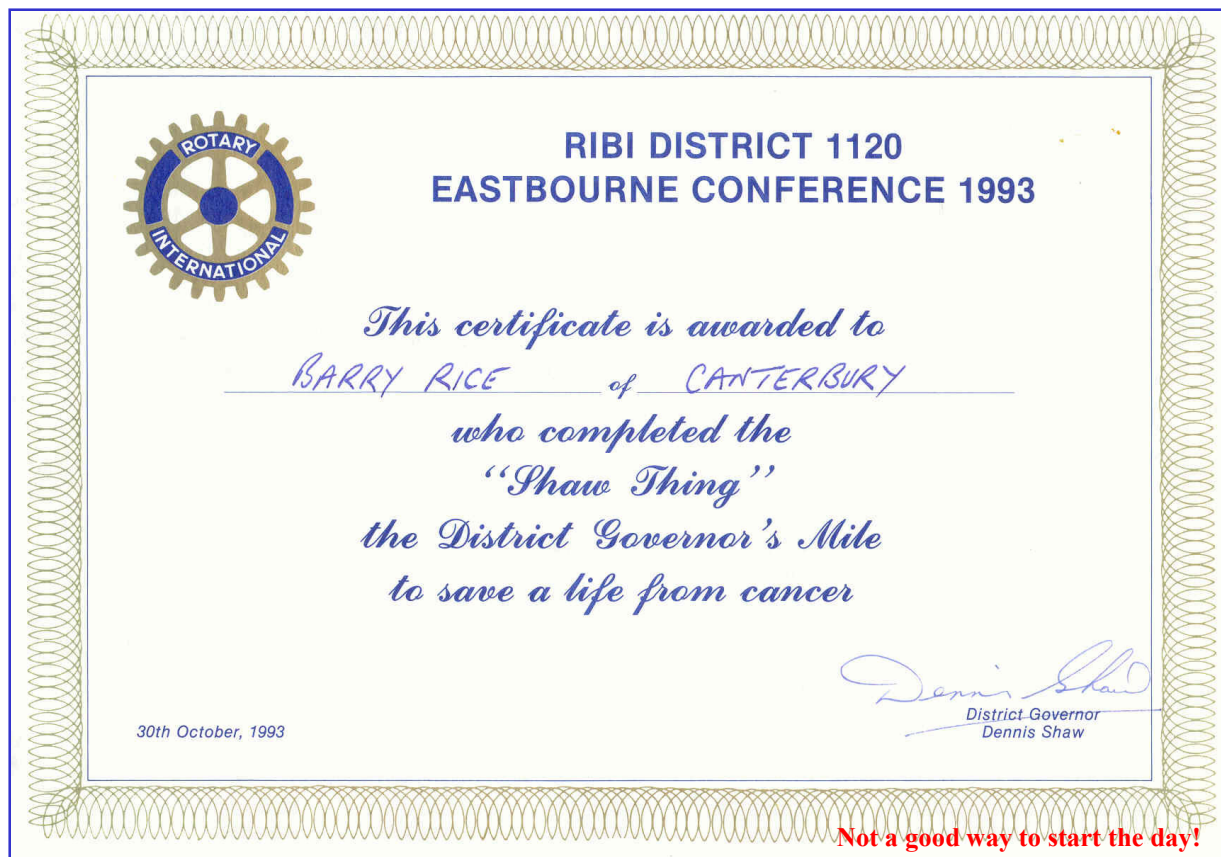 ROTARY
INTERNATIONAL
RIBI DISTRICT 1120
EASTBOURNE CONFERENCE 1993
This certificate is awarded to
BARRY RICE of CANTERBURY
who completed the
“Shaw Thing”
the District Governor's Mile
to save a life from cancer
Dennis Shaw
District Governor
Dennis Shaw
30th October, 1993
Not a good way to start the day!